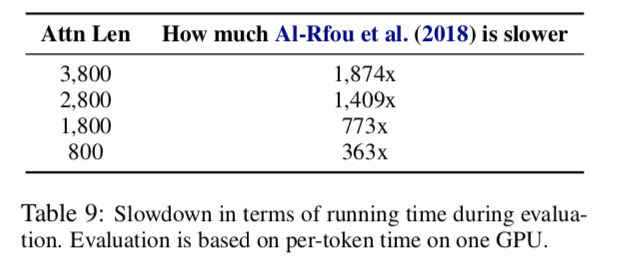 Attn Len How much Al-Rfou et al. (2018) is slower
3,800 1,874x
2,800 1,409x
1,800 773x
800 363x
Table 9: Slowdown in terms of running time during evalua-
tion. Evaluation is based on per-token time on one GPU.